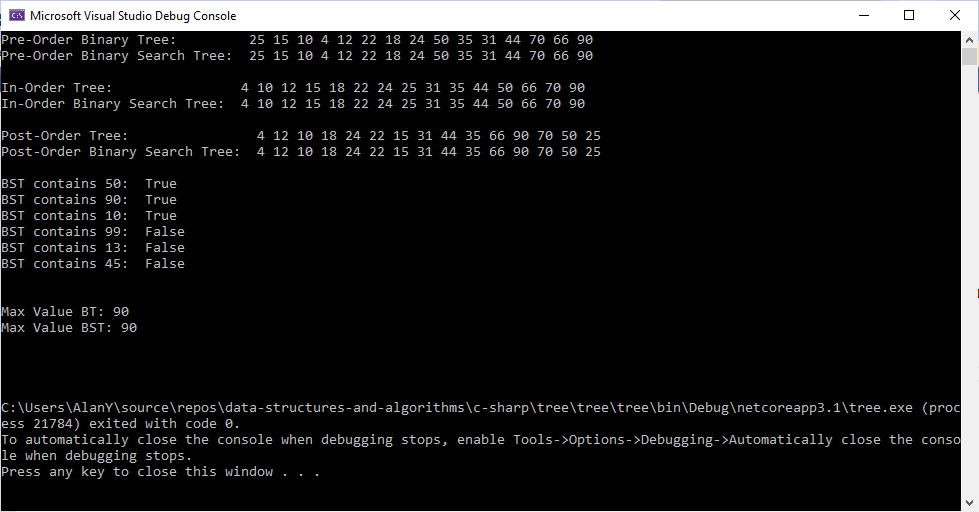 Microsoft Visual Studio Debug Console
Pre-Order Binary Tree:         25 15 10 4 12 22 18 24 50 35 31 44 70 66 90
Pre-Order Binary Search Tree:  25 15 10 4 12 22 18 24 50 35 31 44 70 66 90
In-Order Tree:                4 10 12 15 18 22 24 25 31 35 44 50 66 70 90
In-Order Binary Search Tree:  4 10 12 15 18 22 24 25 31 35 44 50 66 70 90
Post-Order Tree:                4 12 10 18 24 22 15 31 44 35 66 90 70 50 25
Post-Order Binary Search Tree:  4 12 10 18 24 22 15 31 44 35 66 90 70 50 25
BST contains 50:  True
BST contains 90:  True
BST contains 10:  True
BST contains 99:  False
BST contains 13:  False
BST contains 45:  False
Max Value BT: 90
Max Value BST: 90
C:\Users\AlanY\source\repos\data-structures-and-algorithms\c-sharp\tree\tree\tree\bin\Debug\netcoreapp3.1\tree.exe (proc
ess 21784) exited with code 0.
To automatically close the console when debugging stops, enable Tools->Options->Debugging->Automatically close the conso
le when debugging stops.
Press any key to close this window . . .